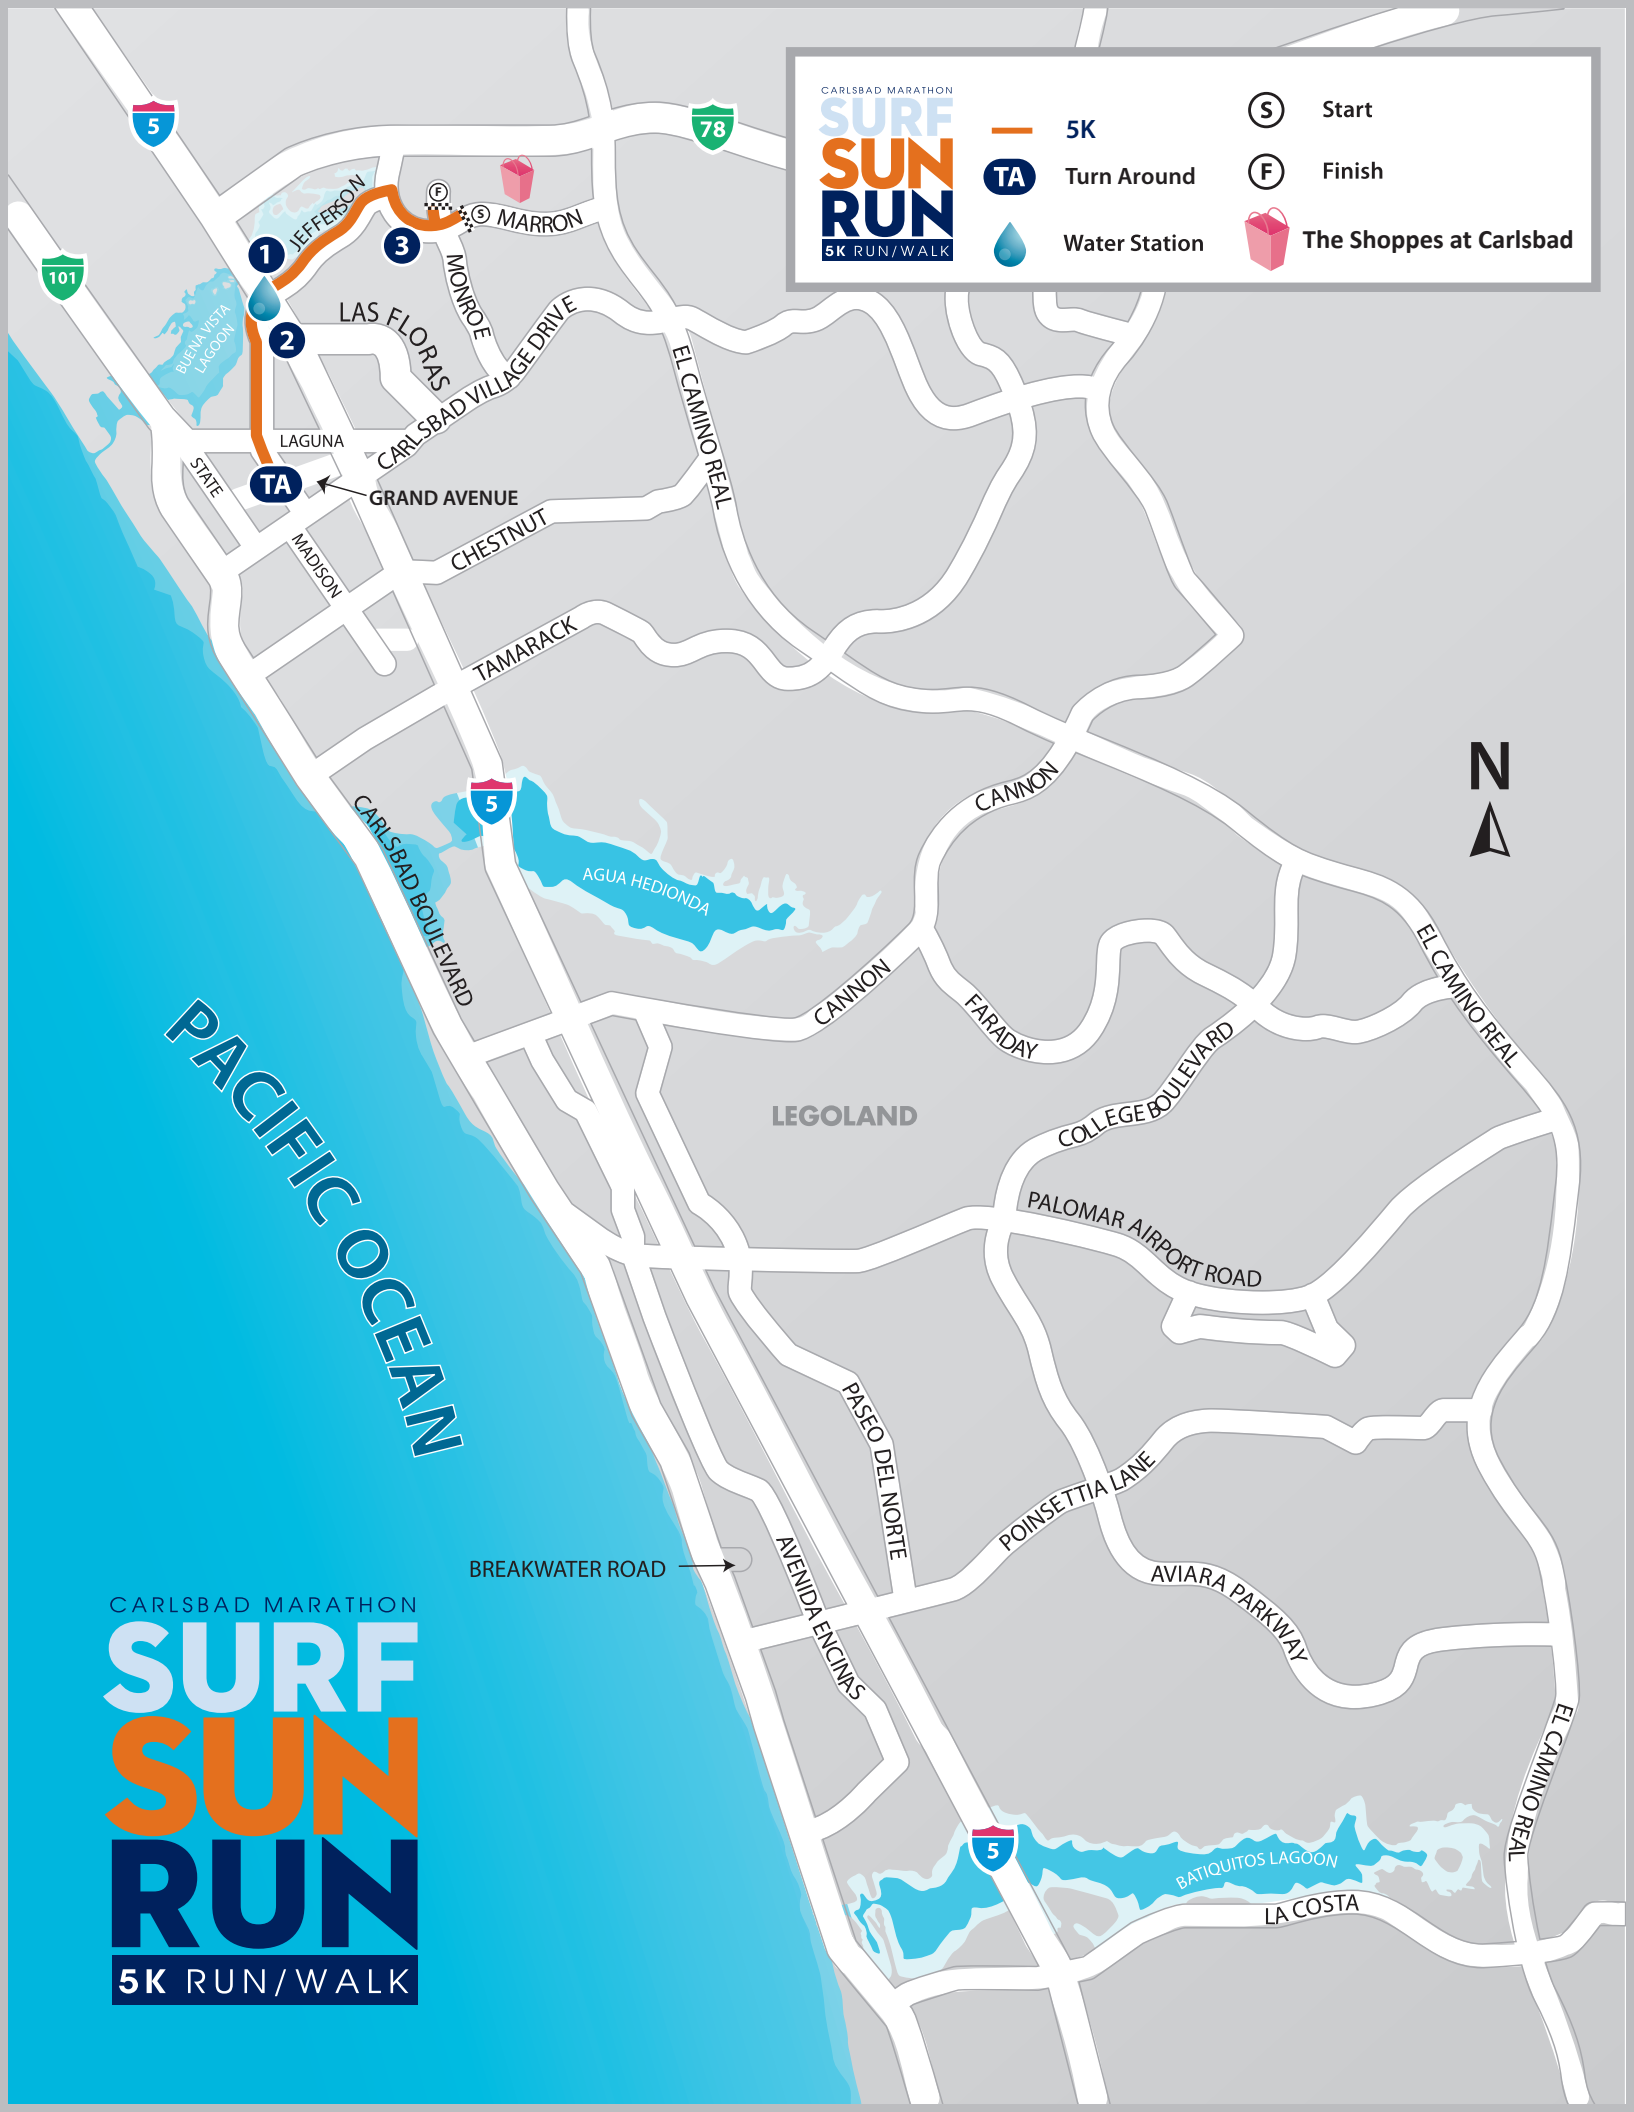 5
78
101
CARLSBAD MARATHON
SURF
SUN
RUN
5K RUN/WALK
5K
TA
Turn Around
Water Station
S
Start
F
Finish
The Shoppes at Carlsbad
JEFFERSON
F
S
MARRON
1
3
MONROE
BUENA VISTA
LAGOON
2
LAS FLORAS
CARLSBAD VILLAGE DRIVE
EL CAMINO REAL
LAGUNA
STATE
TA
GRAND AVENUE
MADISON
CHESTNUT
TAMARACK
N
CANNON
5
CARLSBAD BOULEVARD
AGUA HEDIONDA
EL CAMINO REAL
CANNON
FARADAY
COLLEGE BOULEVARD
PACIFIC OCEAN
LEGOLAND
PALOMAR AIRPORT ROAD
PASEO DEL NORTE
POINSETTIA LANE
BREAKWATER ROAD
AVENIDA ENCINAS
AVIARA PARKWAY
EL CAMINO REAL
CARLSBAD MARATHON
SURF
SUN
RUN
5K RUN/WALK
5
BATIQUITOS LAGOON
LA COSTA